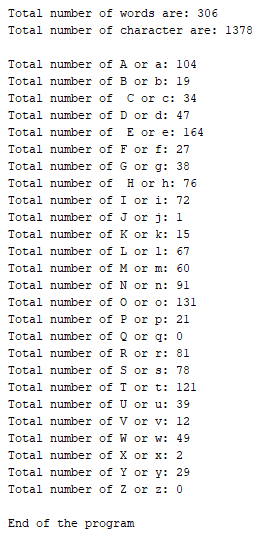 Total number of words are: 306
Total number of character are: 1378

Total number of A or a: 104
Total number of B or b: 19
Total number of  C or c: 34
Total number of D or d: 47
Total number of  E or e: 164
Total number of F or f: 27
Total number of G or g: 38
Total number of  H or h: 76
Total number of I or i: 72
Total number of J or j: 1
Total number of K or k: 15
Total number of L or l: 67
Total number of M or m: 60
Total number of N or n: 91
Total number of O or o: 131
Total number of P or p: 21
Total number of Q or q: 0
Total number of R or r: 81
Total number of S or s: 78
Total number of T or t: 121
Total number of U or u: 39
Total number of V or v: 12
Total number of W or w: 49
Total number of X or x: 2
Total number of Y or y: 29
Total number of Z or z: 0

End of the program